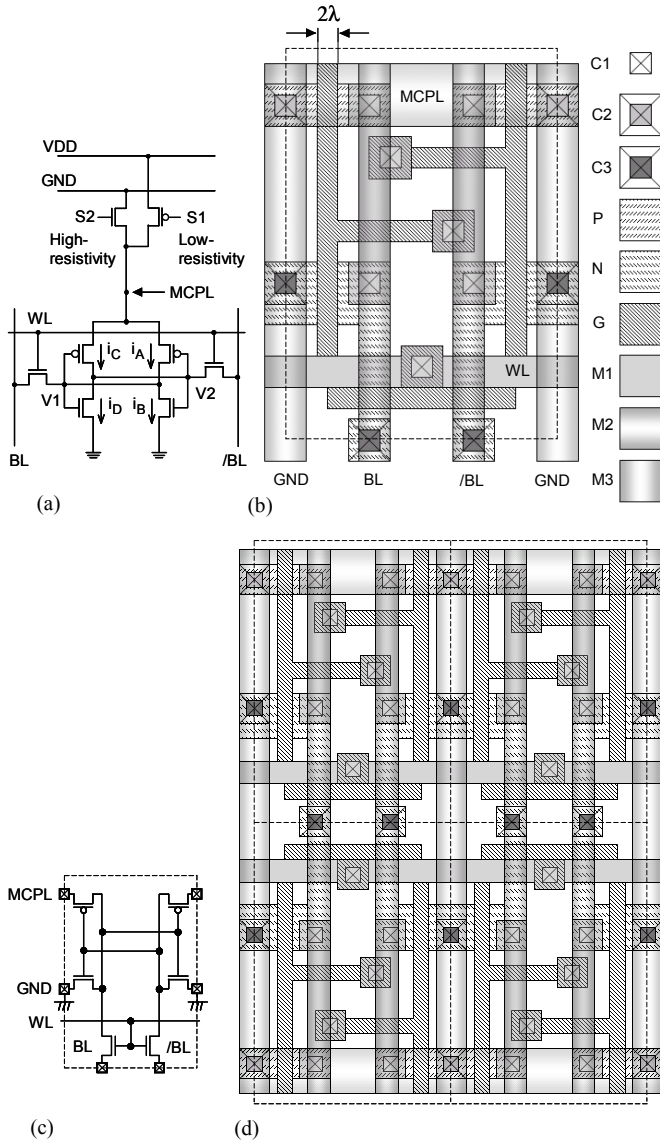 2λ
VDD
GND
S2
S1
High-
resistivity
Low-
resistivity
MCPL
WL
iC
iA
V1
V2
iD
iB
BL
/BL
(a)
MCPL
WL
GND
BL
/BL
GND
(b)
C1
C2
C3
P
N
G
M1
M2
M3
MCPL
GND
WL
BL
/BL
(c)
(d)